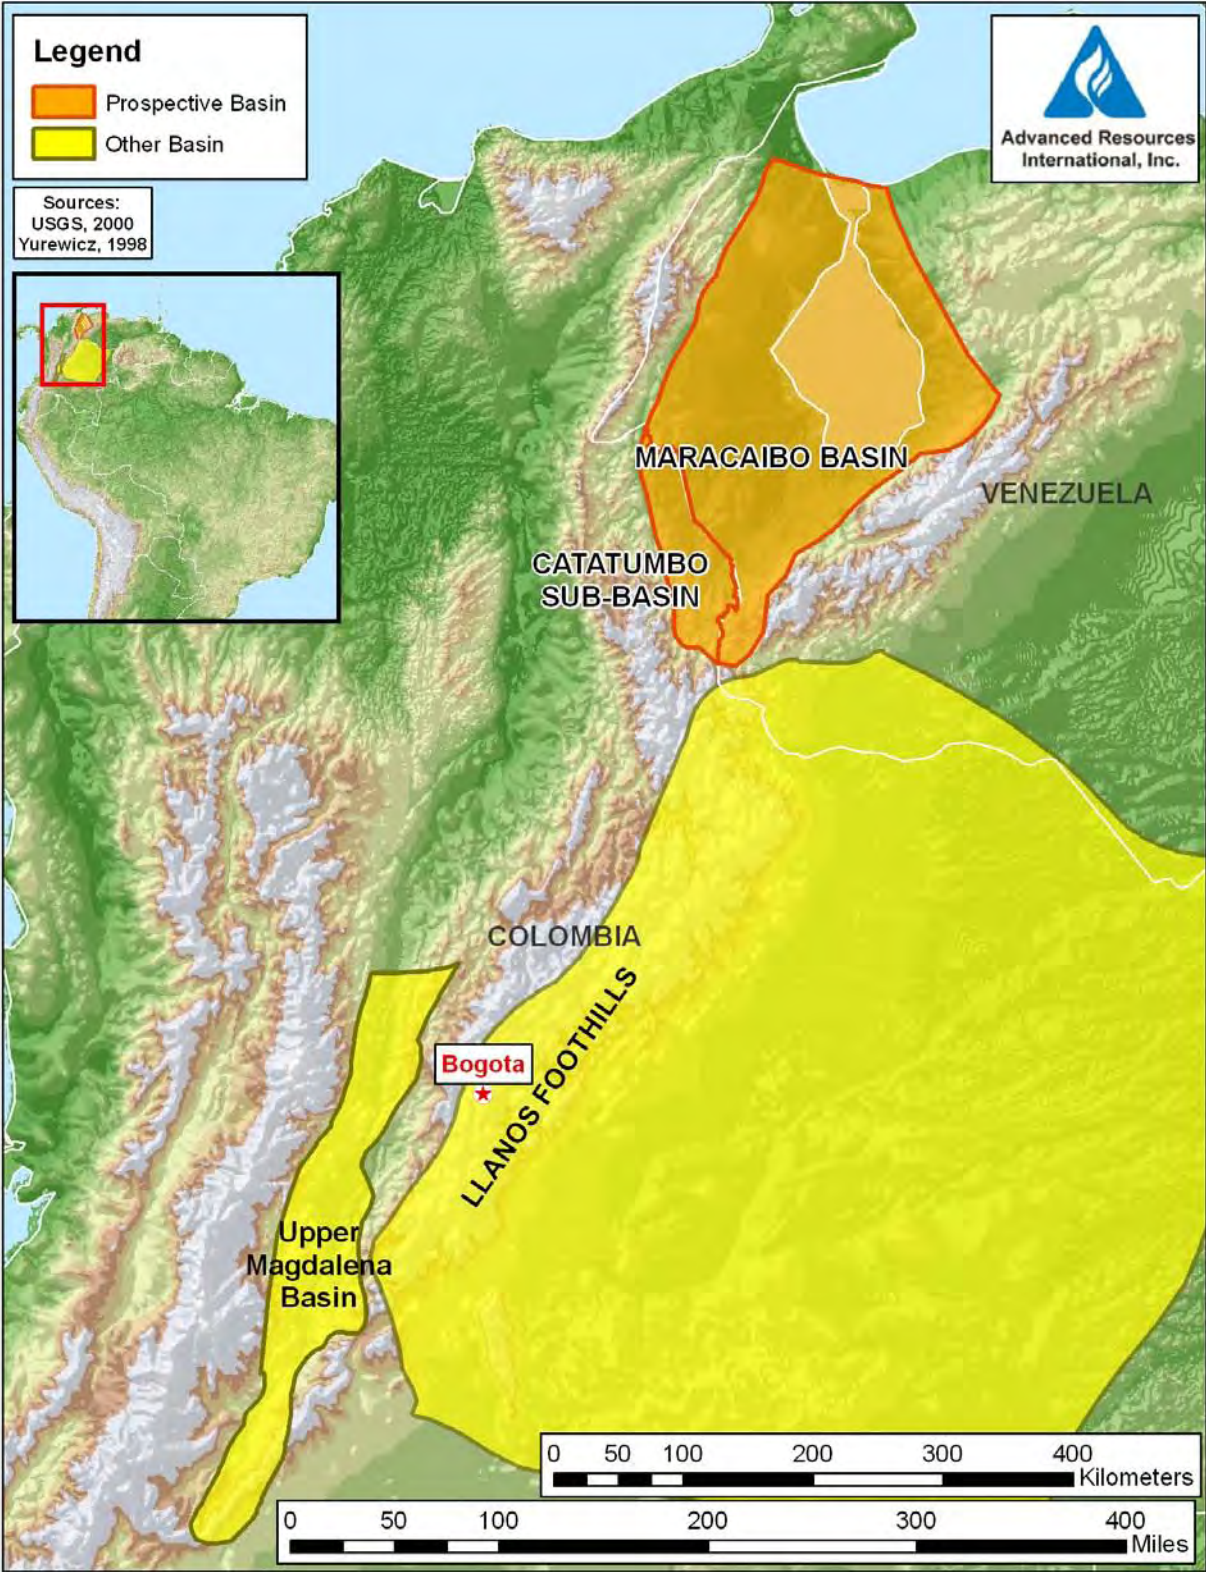 Legend
Prospective Basin
Other Basin
Sources:
USGS, 2000
Yurewicz, 1998
Advanced Resources
International, Inc.
MARACAIBO BASIN
VENEZUELA
CATATUMBO
SUB-BASIN
COLOMBIA
LLANOS FOOTHILLS
Bogota
Upper
Magdalena
Basin
0 50 100 200 300 400
Kilometers
0 50 100 200 300 400
Miles